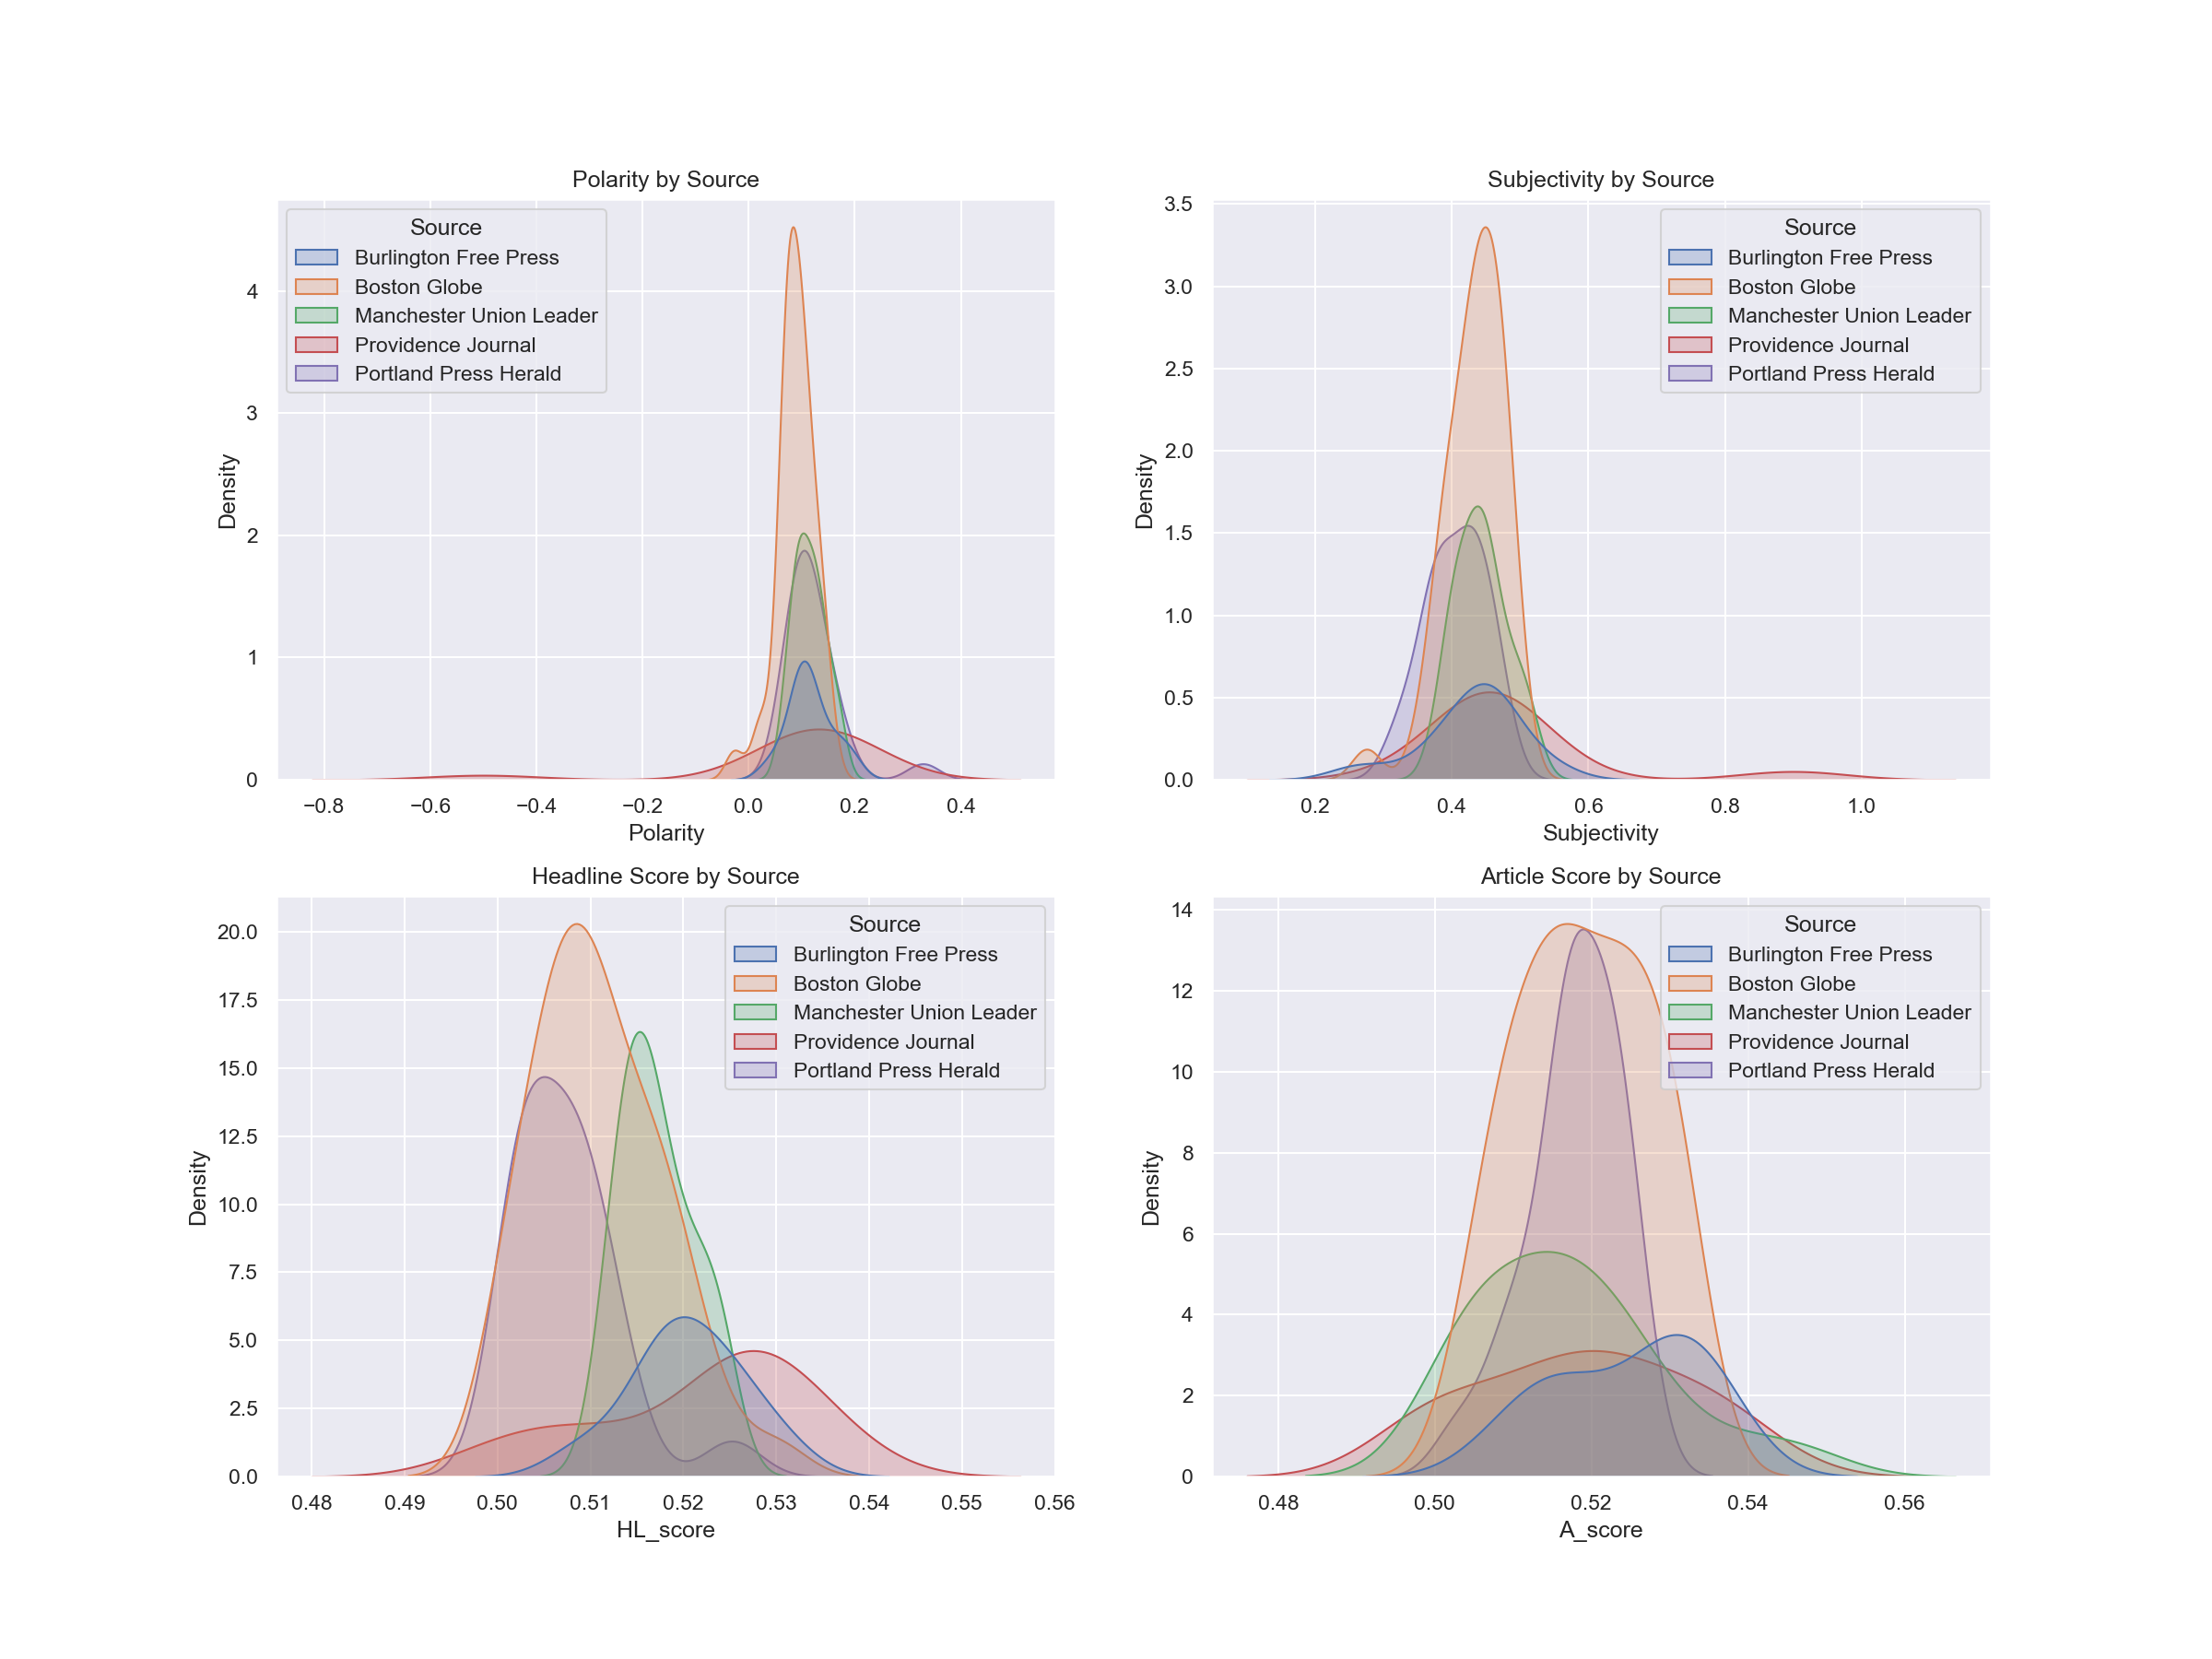 Polarity by Source
Source
Burlington Free Press
Boston Globe
Manchester Union Leader
Providence Journal
Portland Press Herald
Density
4
3
2
1
0
−0.8 −0.6 −0.4 −0.2 0.0 0.2 0.4
Polarity
Subjectivity by Source
Source
Burlington Free Press
Boston Globe
Manchester Union Leader
Providence Journal
Portland Press Herald
Density
3.5
3.0
2.5
2.0
1.5
1.0
0.5
0.0
0.2 0.4 0.6 0.8 1.0
Subjectivity
Headline Score by Source
Source
Burlington Free Press
Boston Globe
Manchester Union Leader
Providence Journal
Portland Press Herald
Density
20.0
17.5
15.0
12.5
10.0
7.5
5.0
2.5
0.0
0.48 0.49 0.50 0.51 0.52 0.53 0.54 0.55 0.56
HL_score
Article Score by Source
Source
Burlington Free Press
Boston Globe
Manchester Union Leader
Providence Journal
Portland Press Herald
Density
14
12
10
8
6
4
2
0
0.48 0.50 0.52 0.54 0.56
A_score